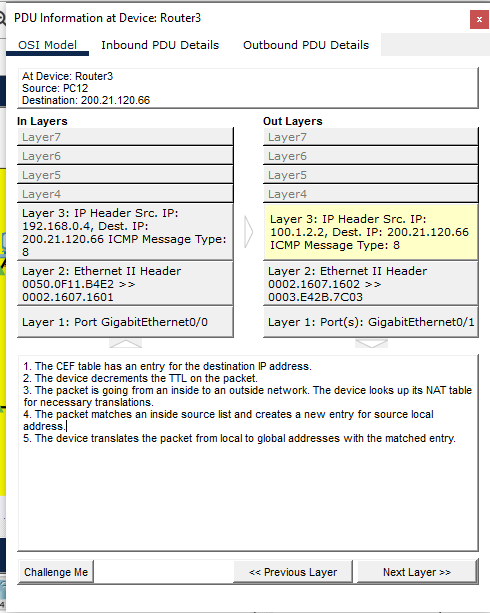 PDU Information at Device: Router3
x
OSI Model Inbound PDU Details Outbound PDU Details
At Device: Router3
Source: PC12
Destination: 200.21.120.66
In Layers
Layer7
Layer6
Layer5
Layer4
Layer 3: IP Header Src. IP:
192.168.0.4, Dest. IP:
200.21.120.66 ICMP Message Type:
8
Layer 2: Ethernet II Header
0050.0F11.B4E2 >>
0002.1607.1601
Layer 1: Port GigabitEthernet0/0
Out Layers
Layer7
Layer6
Layer5
Layer4
Layer 3: IP Header Src. IP:
100.1.2.2, Dest. IP: 200.21.120.66
ICMP Message Type: 8
Layer 2: Ethernet II Header
0002.1607.1602 >>
0003.E42B.7C03
Layer 1: Port(s): GigabitEthernet0/1
1. The CEF table has an entry for the destination IP address.
2. The device decrements the TTL on the packet.
3. The packet is going from an inside to an outside network. The device looks up its NAT table
for necessary translations.
4. The packet matches an inside source list and creates a new entry for source local
address.
5. The device translates the packet from local to global addresses with the matched entry.
Challenge Me << Previous Layer Next Layer >>